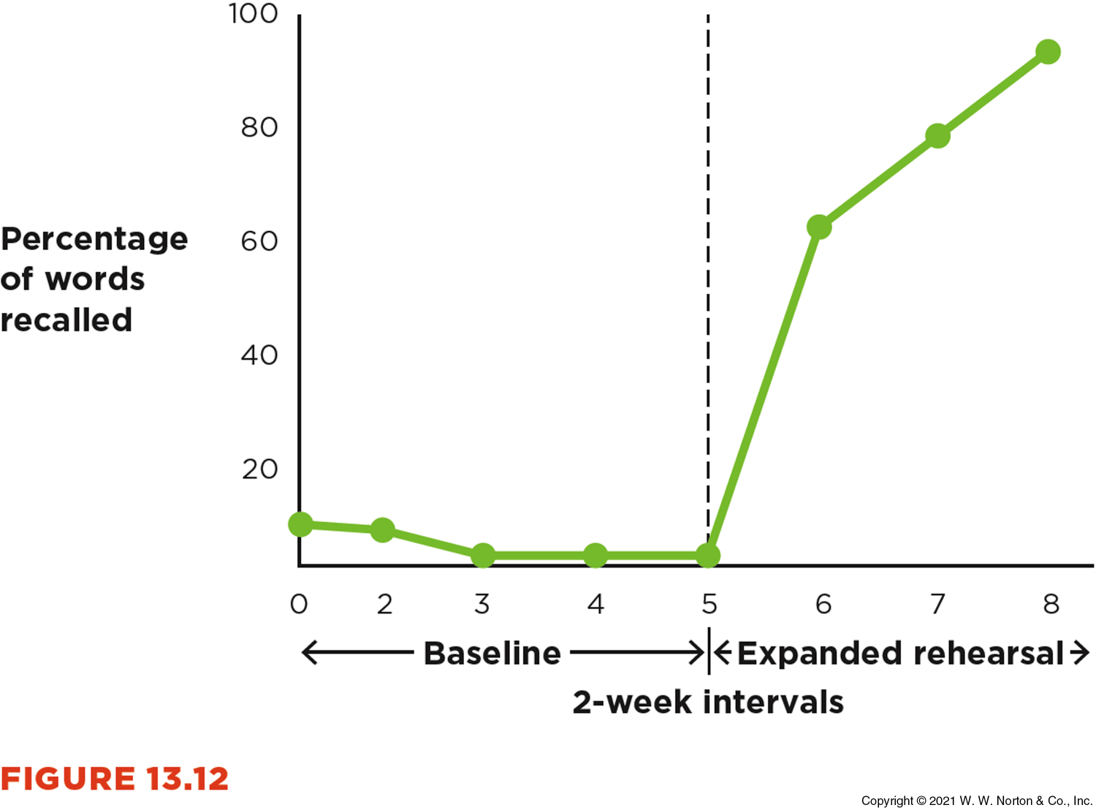 100
80
60
40
20
Percentage
of words
recalled
0 2 3 4 5 6 7 8
Baseline Expanded rehearsal
2-week intervals
FIGURE 13.12
Copyright © 2021 W. W. Norton & Co., Inc.